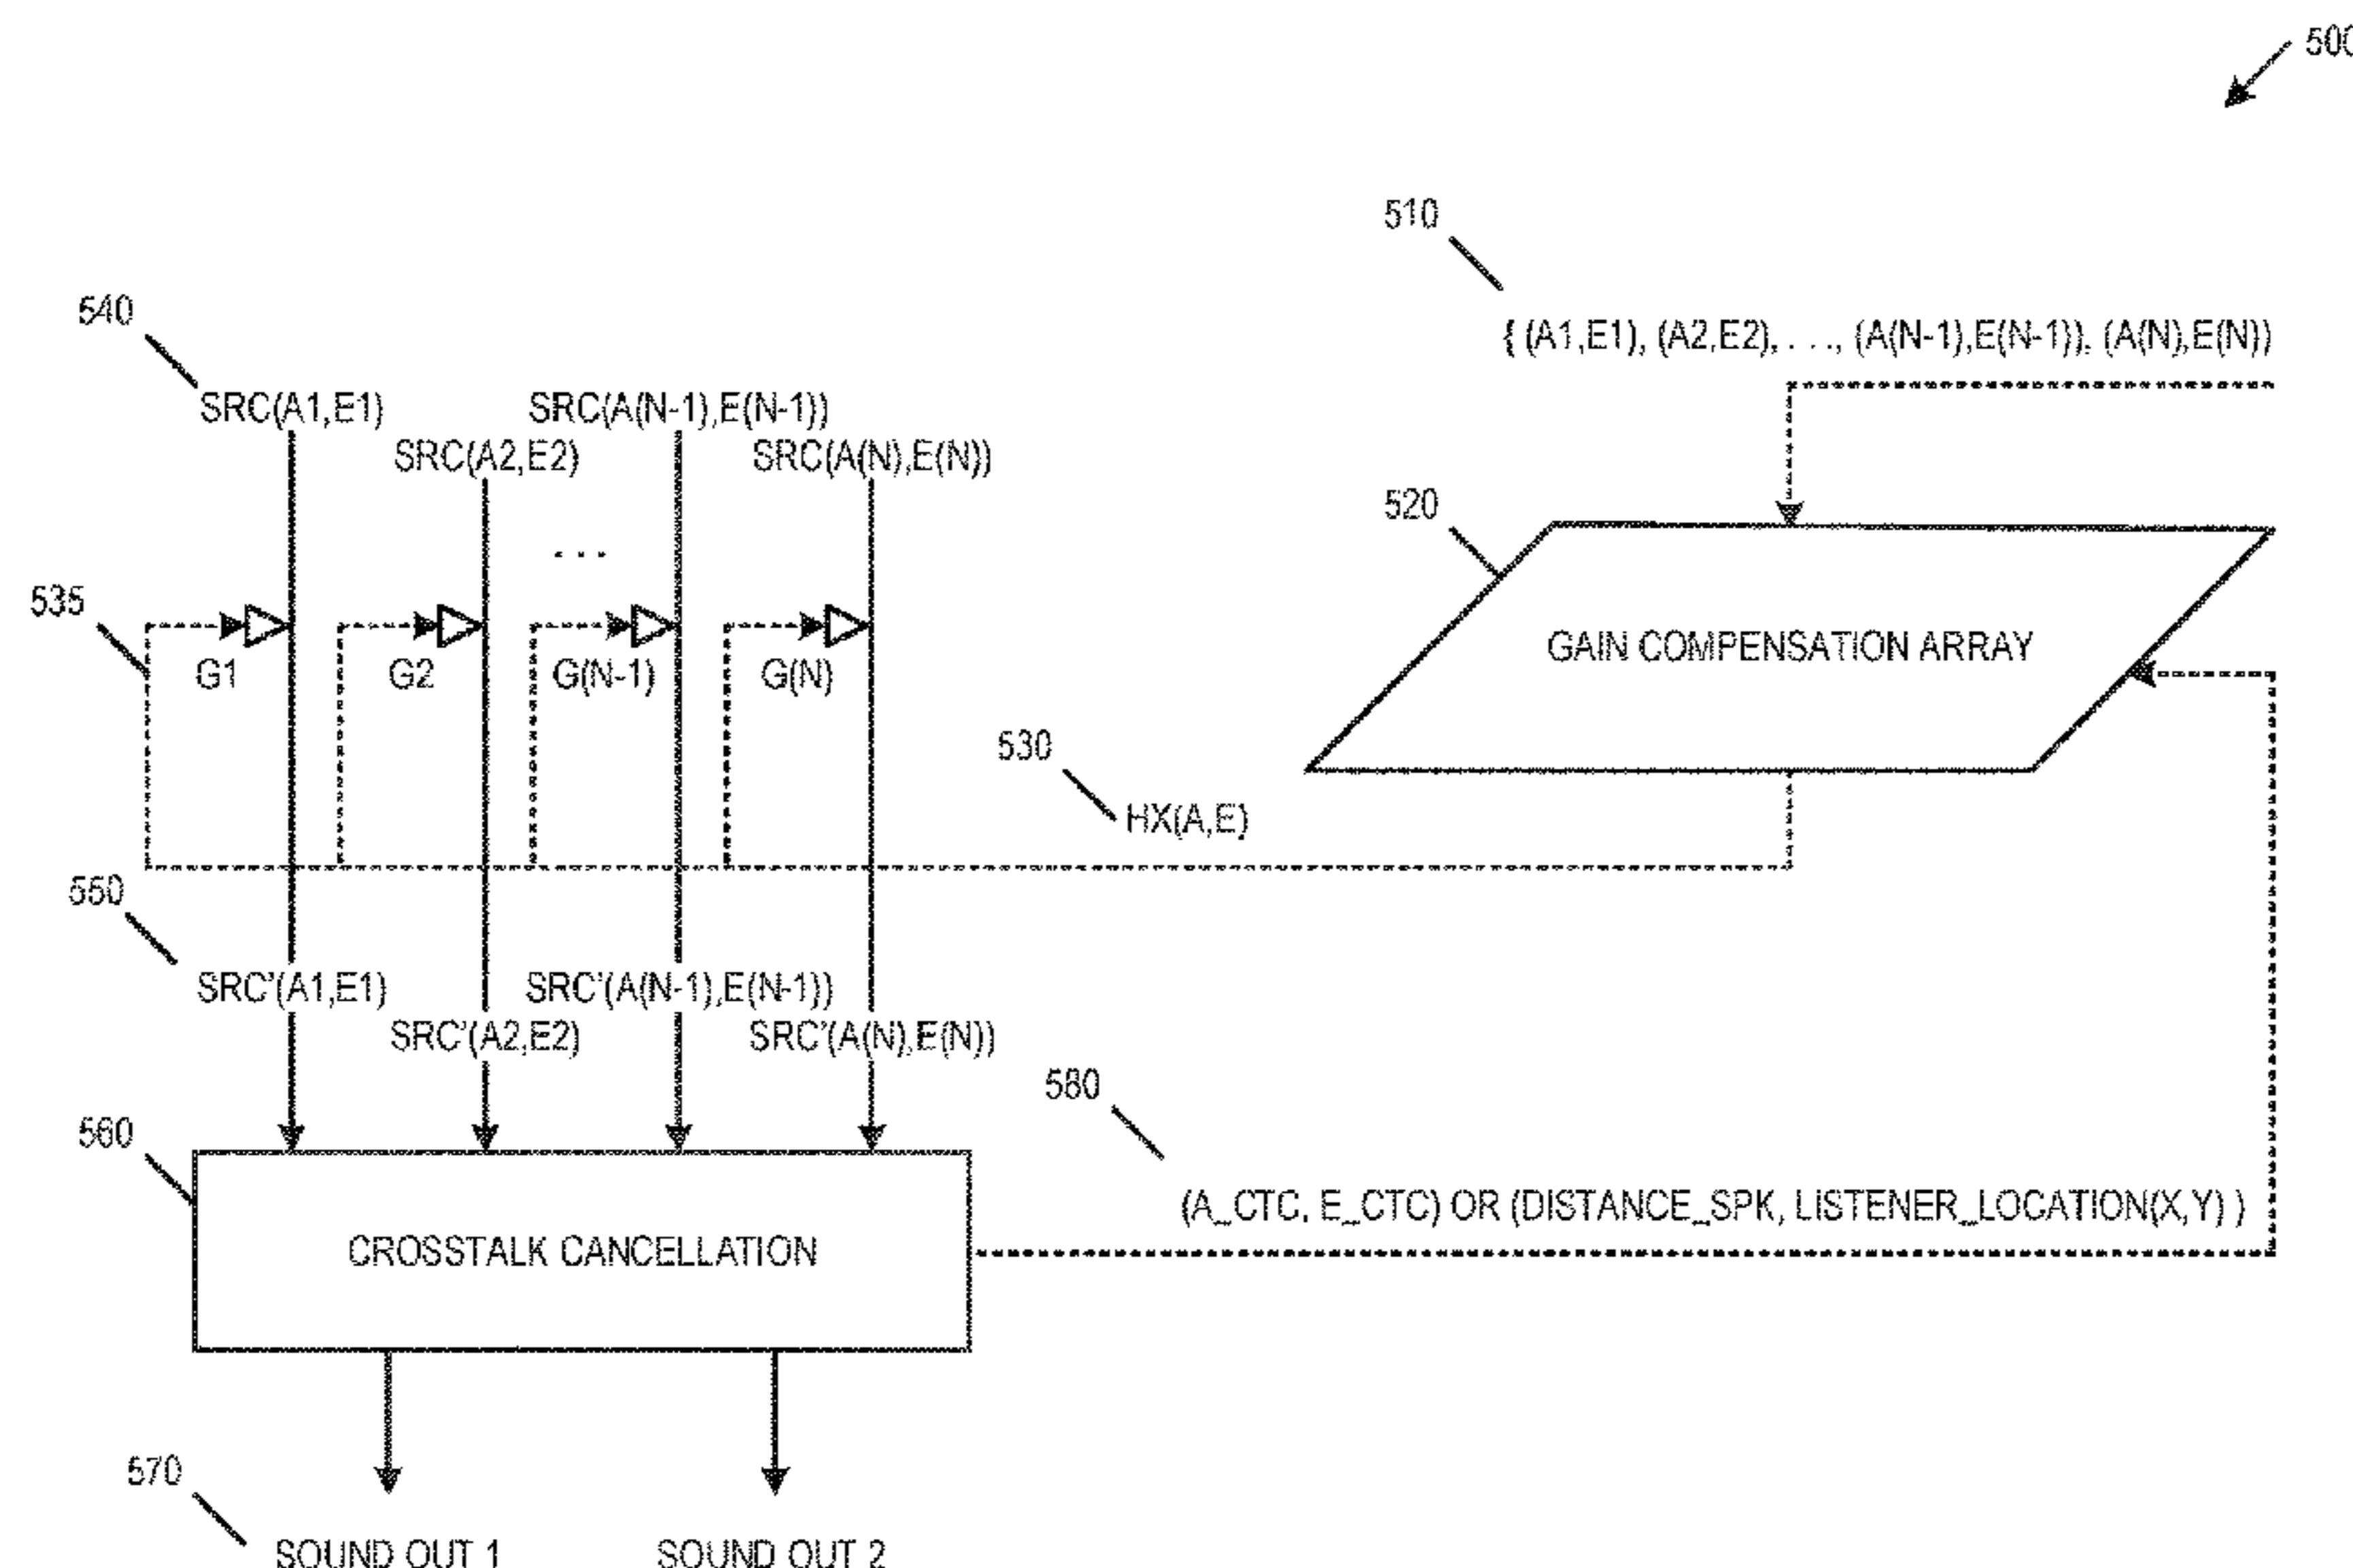 500
510
{ (A1,E1), (A2,E2), . . ., (A(N-1),E(N-1)), (A(N),E(N))
540
SRC(A1,E1)
SRC(A(N-1),E(N-1))
SRC(A2,E2)
SRC(A(N),E(N))
520
. . .
535
GAIN COMPENSATION ARRAY
G1
G2
G(N-1)
G(N)
530
HX(A,E)
550
SRC'(A1,E1)
SRC'(A(N-1),E(N-1))
SRC'(A2,E2)
SRC'(A(N),E(N))
580
560
(A_CTC, E_CTC) OR (DISTANCE_SPK, LISTENER_LOCATION(X,Y) )
CROSSTALK CANCELLATION
570
SOUND OUT 1
SOUND OUT 2